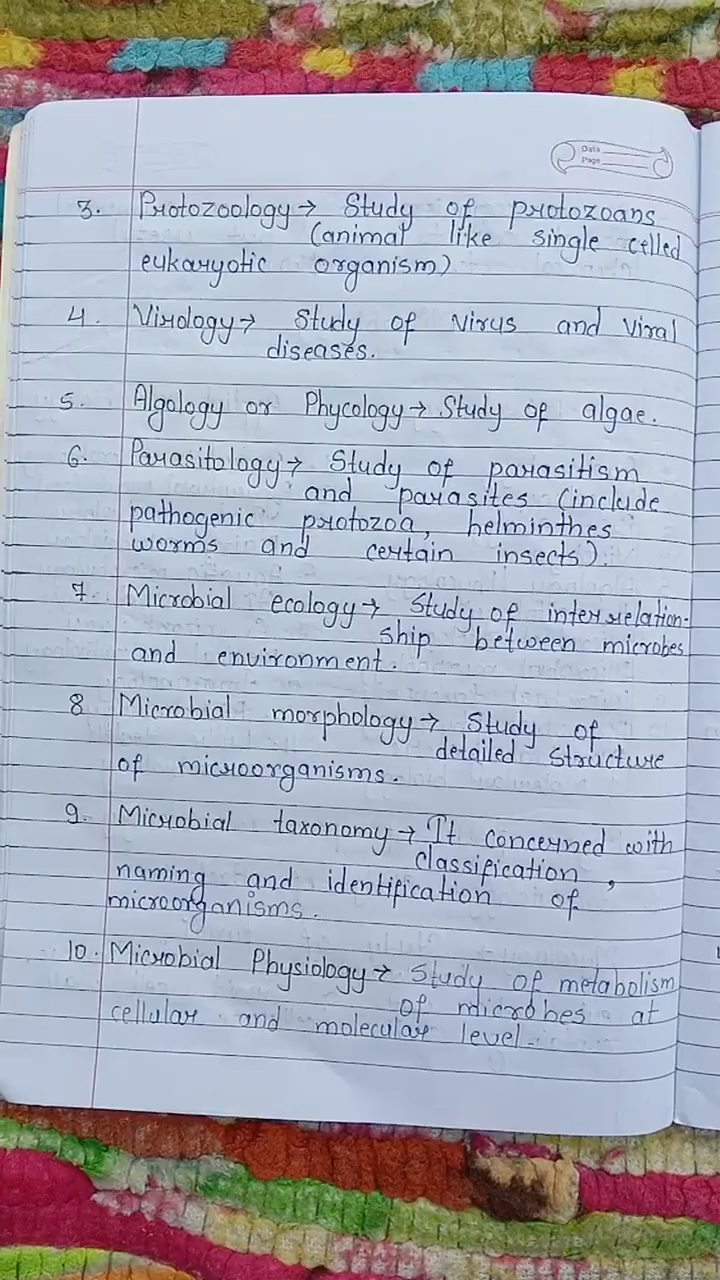 Date
Page
3. Protozoology → Study of protozoans
(animal like single celled
eukaryotic organism)
4. Virology → Study of virus and viral
diseases.
5. Algology or Phycology → Study of algae.
6. Parasitology → Study of parasitism
and parasites (include
pathogenic protozoa, helminthes
worms and certain insects).
7. Microbial ecology → Study of interrelation-
ship between microbes
and environment.
8 Microbial morphology → Study of
detailed structure
of microorganisms.
9. Microbial taxonomy → It concerned with
classification,
naming and identification of
microorganisms.
10. Microbial Physiology → Study of metabolism
of microbes at
cellular and molecular level.